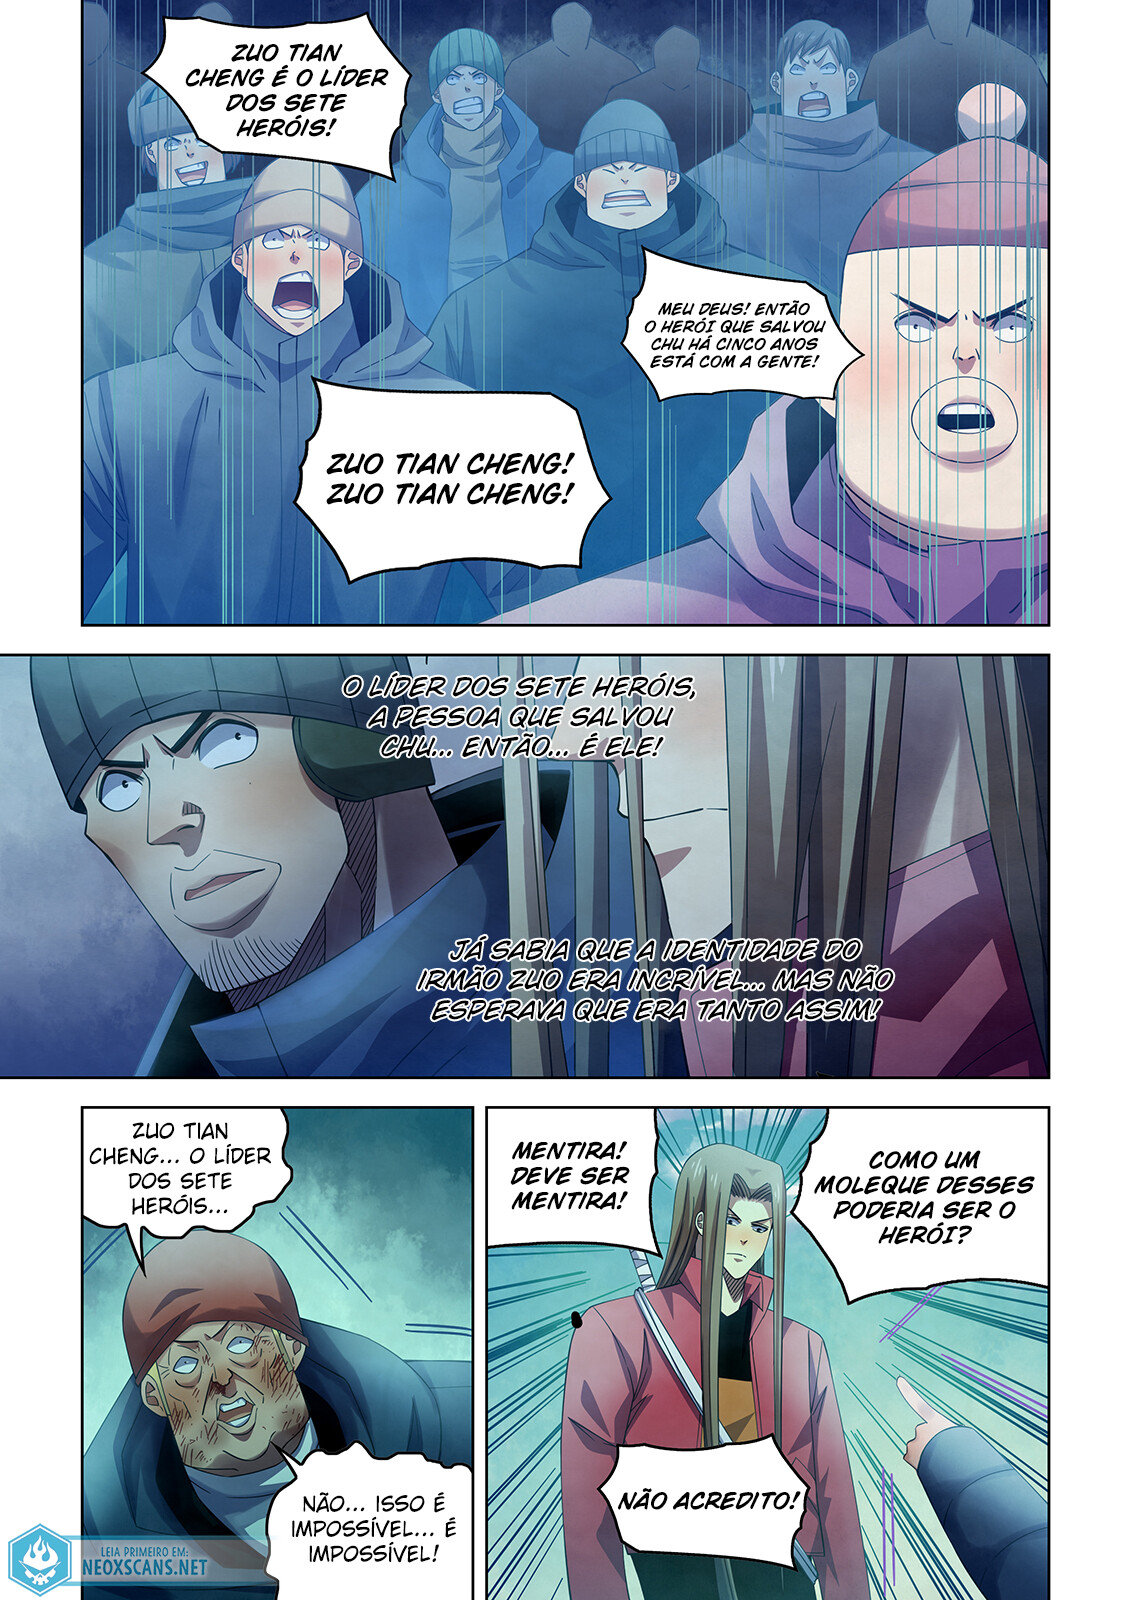 ZUO TIAN
CHENG É O LÍDER
DOS SETE
HERÓIS!
MEU DEUS! ENTÃO
O HERÓI QUE SALVOU
CHU HÁ CINCO ANOS
ESTÁ COM A GENTE!
ZUO TIAN CHENG!
ZUO TIAN CHENG!
O LÍDER DOS SETE HERÓIS,
A PESSOA QUE SALVOU
CHU... ENTÃO... É ELE!
JÁ SABIA QUE A IDENTIDADE DO
IRMÃO ZUO ERA INCRÍVEL... MAS NÃO
ESPERAVA QUE ERA TANTO ASSIM!
ZUO TIAN
CHENG... O LÍDER
DOS SETE
HERÓIS...
NÃO... ISSO É
IMPOSSÍVEL... É
IMPOSSÍVEL!
MENTIRA!
DEVE SER
MENTIRA!
COMO UM
MOLEQUE DESSES
PODERIA SER O
HERÓI?
NÃO ACREDITO!
LEIA PRIMEIRO EM:
NEOXSCANS.NET